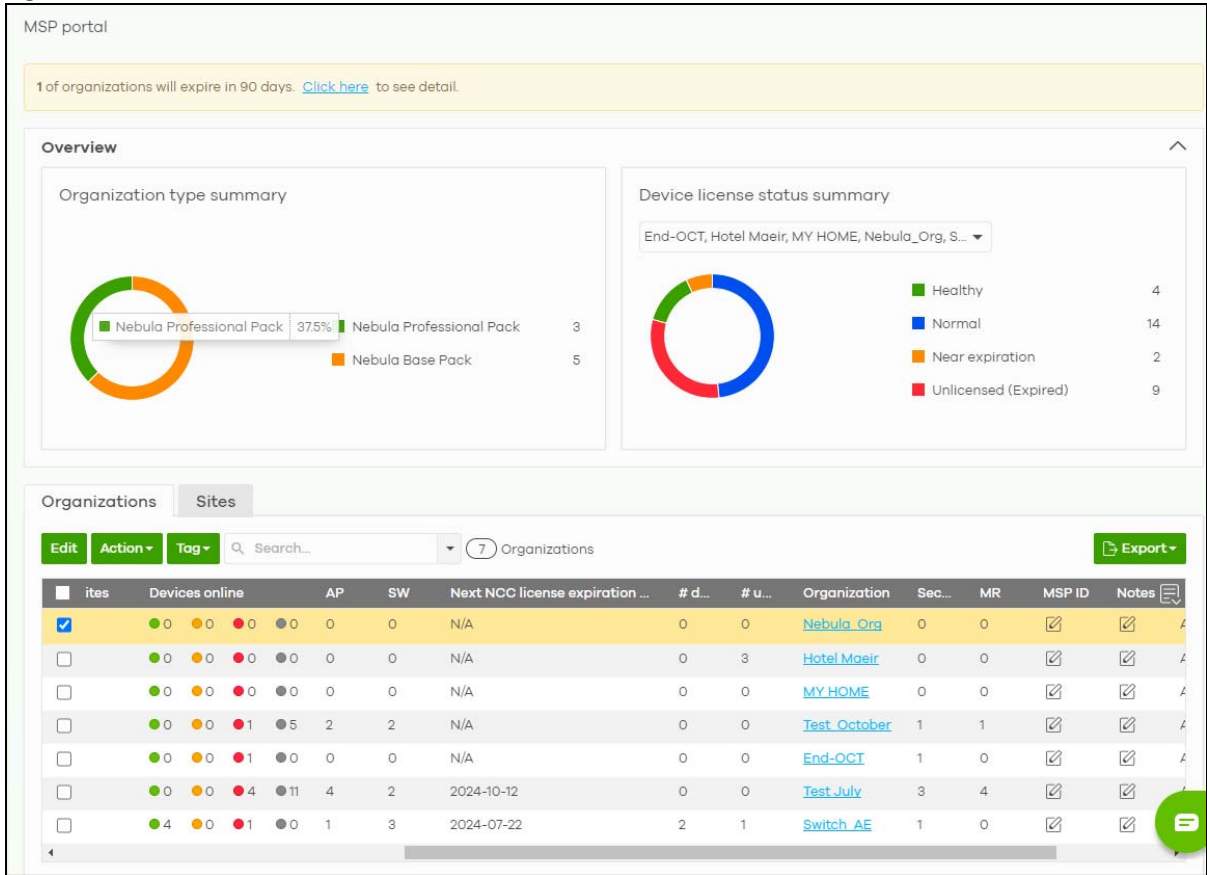 MSP portal
1 of organizations will expire in 90 days. Click here to see detail.
Overview
Organization type summary
Nebula Professional Pack 37.5%
Nebula Professional Pack 3
Nebula Base Pack 5
Device license status summary
End-OCT, Hotel Maeir, MY HOME, Nebula_Org, S...
Healthy 4
Normal 14
Near expiration 2
Unlicensed (Expired) 9
Organizations Sites
Edit Action Tag Search... 7 Organizations Export
ites Devices online AP SW Next NCC license expiration ... # d... # u... Organization Sec... MR MSP ID Notes
0 0 0 0 0 0 N/A 0 0 Nebula_Org 0 0
0 0 0 0 0 0 N/A 0 3 Hotel Maeir 0 0
0 0 0 0 0 0 N/A 0 0 MY HOME 0 0
0 0 1 5 2 2 N/A 0 0 Test_October 1 1
0 0 1 0 0 0 N/A 0 0 End-OCT 1 0
0 0 4 11 4 2 2024-10-12 0 0 Test July 3 4
4 0 1 0 1 3 2024-07-22 2 1 Switch_AE 1 0